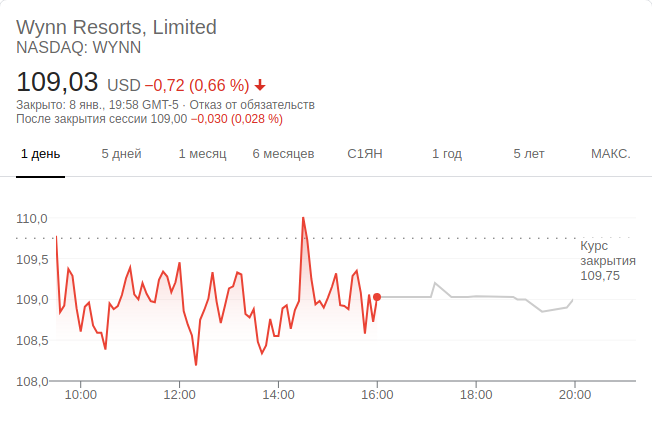 Wynn Resorts, Limited
NASDAQ: WYNN
109,03 USD −0,72 (0,66 %)
Закрыто: 8 янв., 19:58 GMT-5 · Отказ от обязательств
После закрытия сессии 109,00 −0,030 (0,028 %)
1 день 5 дней 1 месяц 6 месяцев С1ЯН 1 год 5 лет МАКС.
110,0
Курс
закрытия
109,75
109,5
109,0
108,5
108,0
10:00 12:00 14:00 16:00 18:00 20:00